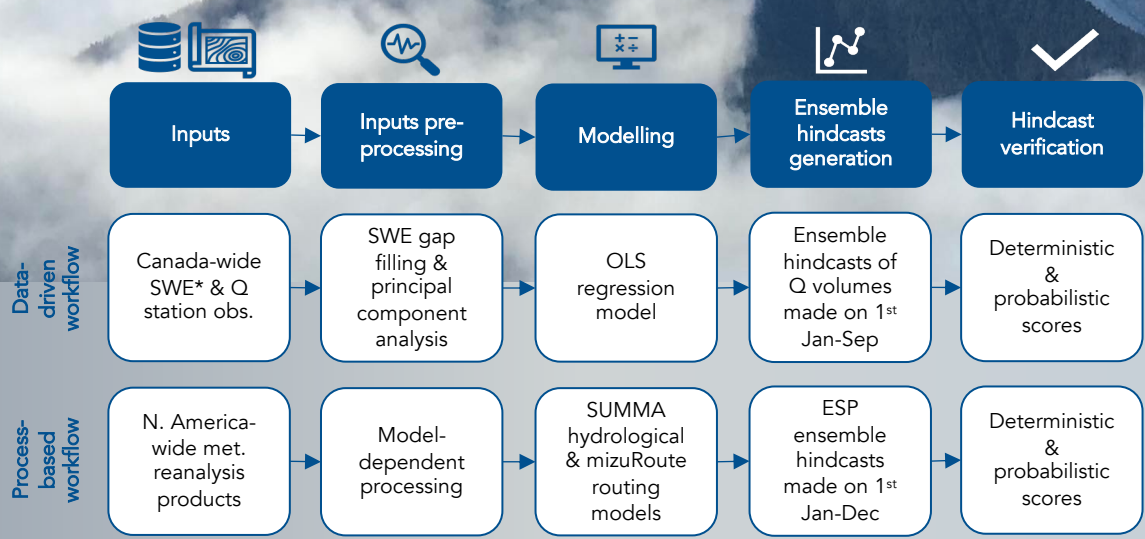 Inputs
Inputs pre-
processing
Modelling
Ensemble
hindcasts
generation
Hindcast
verification
Data-
driven
workflow
Canada-wide
SWE* & Q
station obs.
SWE gap
filling &
principal
component
analysis
OLS
regression
model
Ensemble
hindcasts of
Q volumes
made on 1st
Jan-Sep
Deterministic
&
probabilistic
scores
Process-
based
workflow
N. America-
wide met.
reanalysis
products
Model-
dependent
processing
SUMMA
hydrological
& mizuRoute
routing
models
ESP
ensemble
hindcasts
made on 1st
Jan-Dec
Deterministic
&
probabilistic
scores